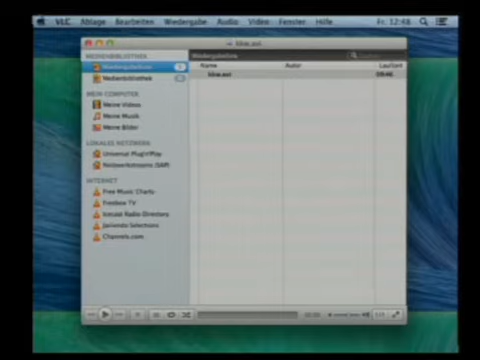 VLC Ablage Bearbeiten Wiedergabe Audio Video Fenster Hilfe Fr. 12:48
MEDIENBIBLIOTHEK
Wiedergabeliste
Wiedergabeliste
Name Autor Laufzeit
Medienbibliothek
MEIN COMPUTER
Meine Videos
Meine Musik
Meine Bilder
LOKALES NETZWERK
Universal Plug'n'Play
Netzwerkstreams (SAP)
INTERNET
Free Music Charts
Freebox TV
Icecast Radio Directory
Jamendo Selections
Channels.com